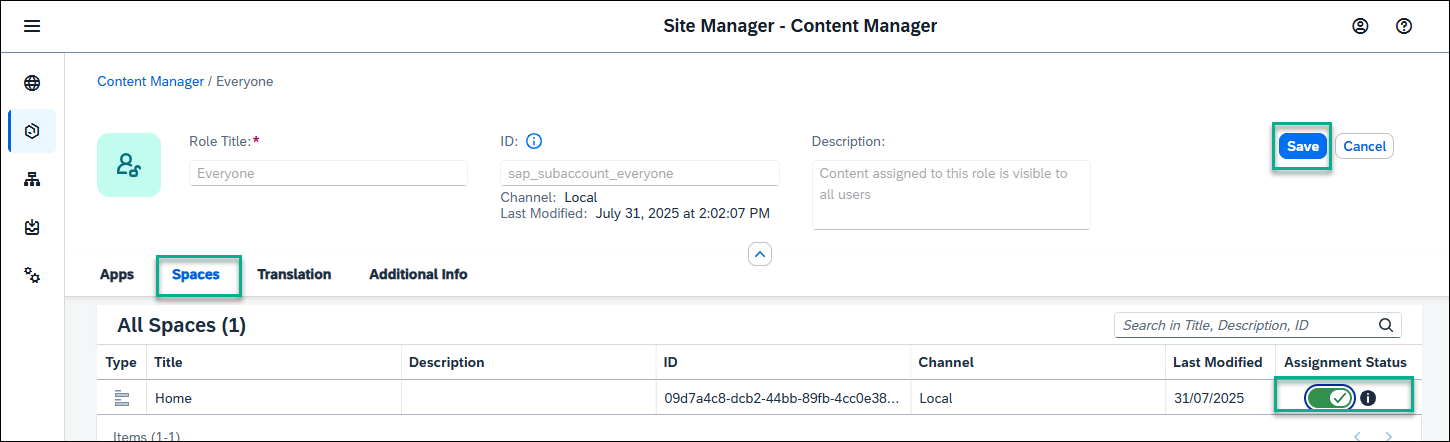 Site Manager - Content Manager
Content Manager / Everyone
Role Title:*
Everyone
ID:
sap_subaccount_everyone
Channel: Local
Last Modified: July 31, 2025 at 2:02:07 PM
Description:
Content assigned to this role is visible to
all users
Save Cancel
Apps Spaces Translation Additional Info
All Spaces (1)
Search in Title, Description, ID
Type Title Description ID Channel Last Modified Assignment Status
Home 09d7a4c8-dcb2-44bb-89fb-4cc0e38... Local 31/07/2025
Items (1-1)